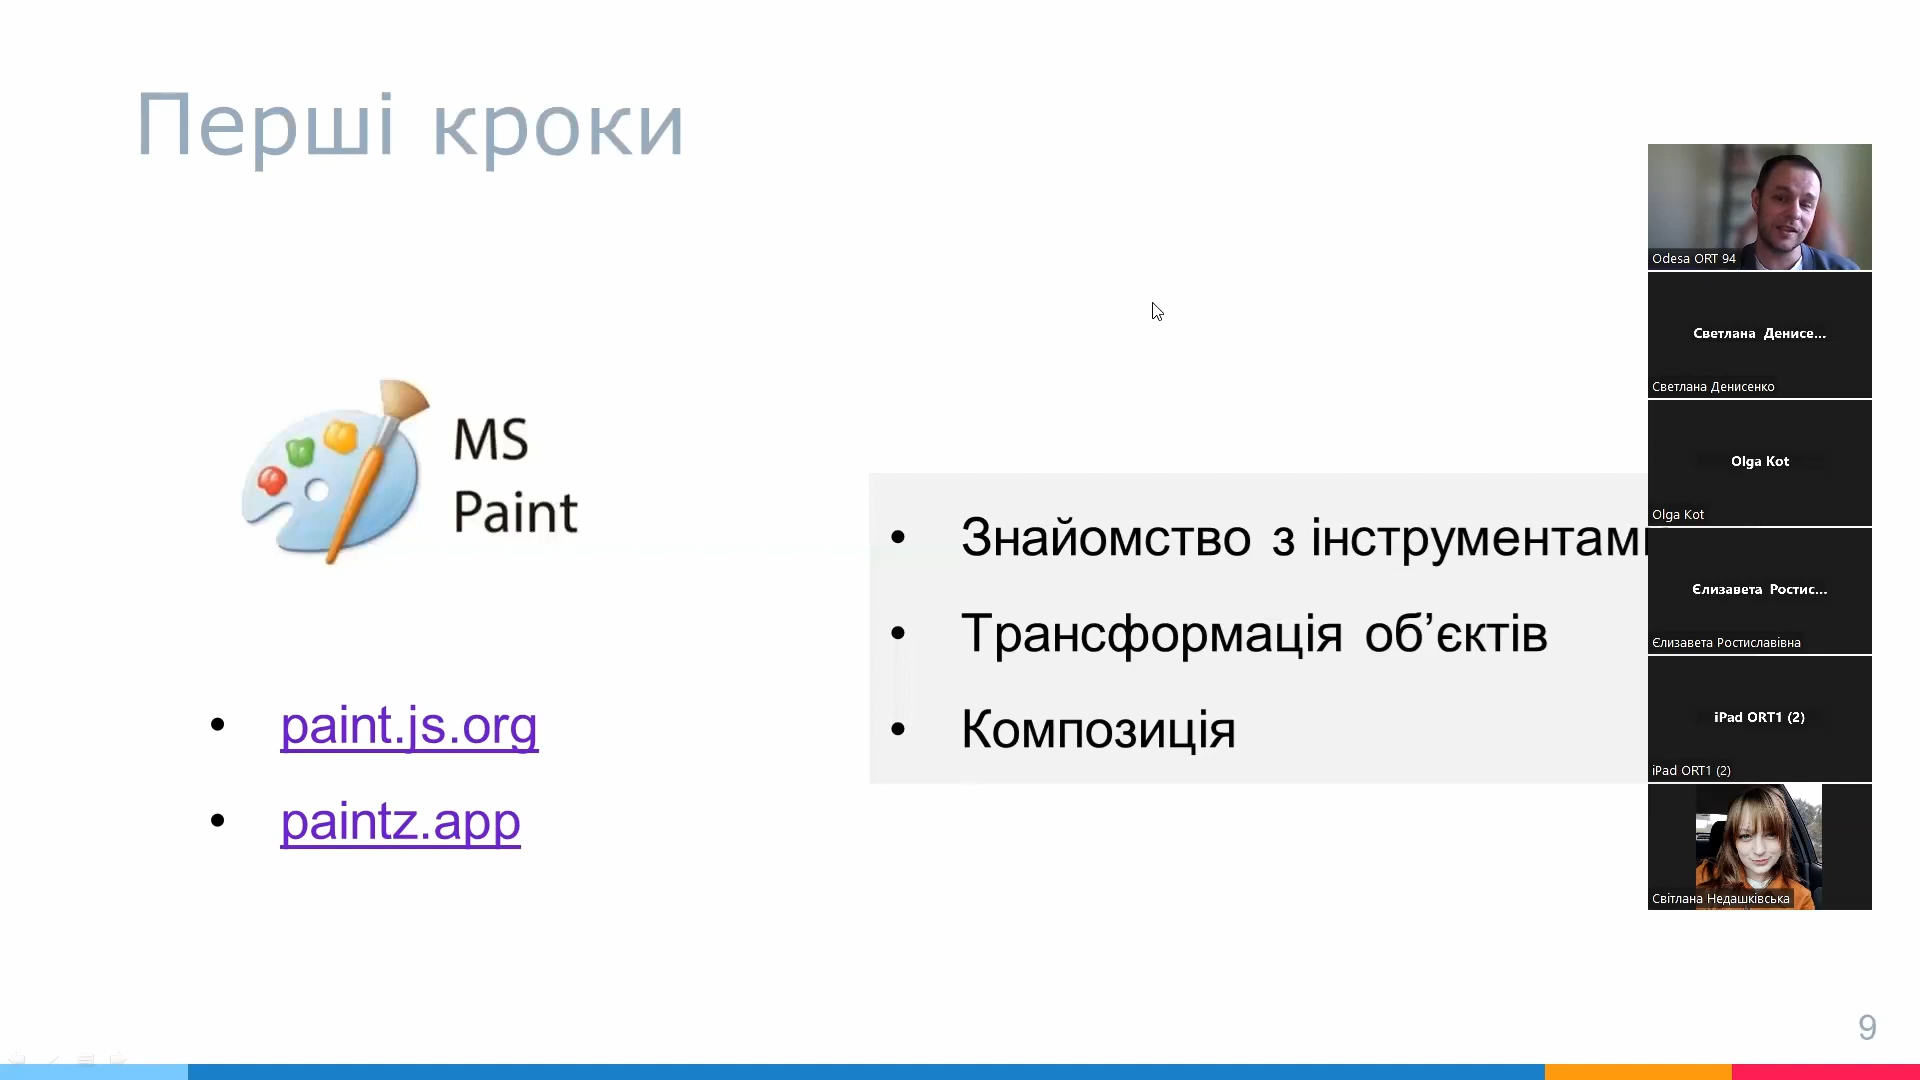 Перші кроки
MS
Paint
• paint.js.org
• paintz.app
• Знайомство з інструментами
• Трансформація об’єктів
• Композиція
Odesa ORT 94
Светлана Денисе...
Светлана Денисенко
Olga Kot
Olga Kot
Єлизавета Ростис...
Єлизавета Ростиславівна
iPad ORT1 (2)
iPad ORT1 (2)
Світлана Недашківська
9